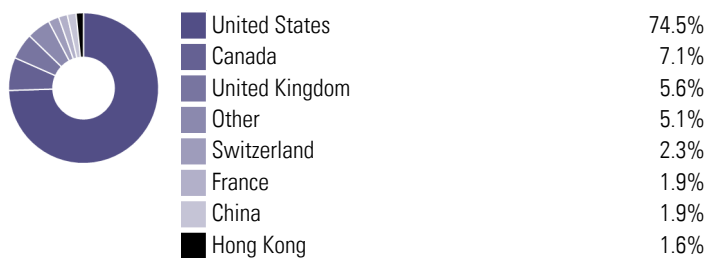 United States 74.5%
Canada 7.1%
United Kingdom 5.6%
Other 5.1%
Switzerland 2.3%
France 1.9%
China 1.9%
Hong Kong 1.6%